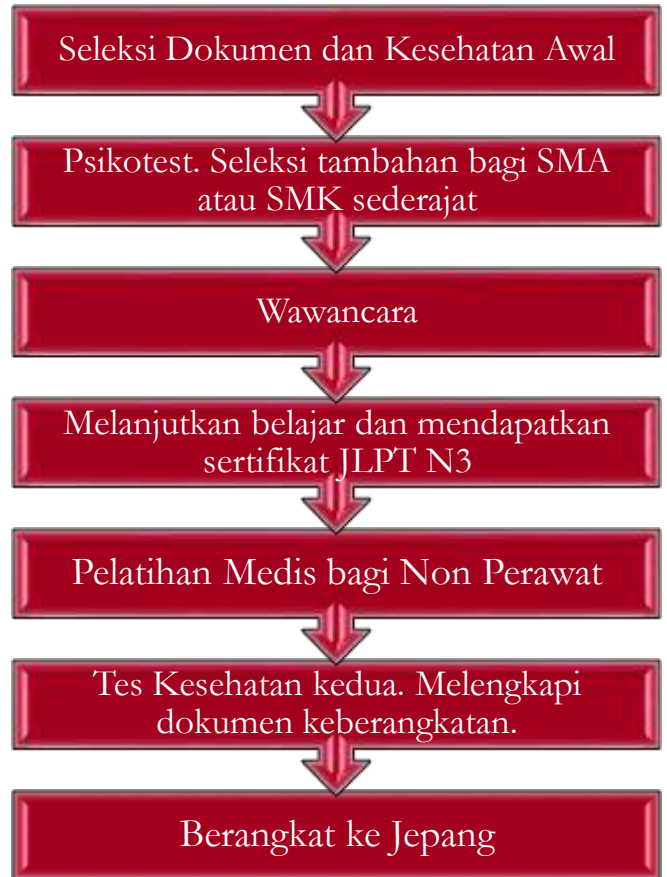 Seleksi Dokumen dan Kesehatan Awal
Psikotest. Seleksi tambahan bagi SMA
atau SMK sederajat
Wawancara
Melanjutkan belajar dan mendapatkan
sertifikat JLPT N3
Pelatihan Medis bagi Non Perawat
Tes Kesehatan kedua. Melengkapi
dokumen keberangkatan.
Berangkat ke Jepang